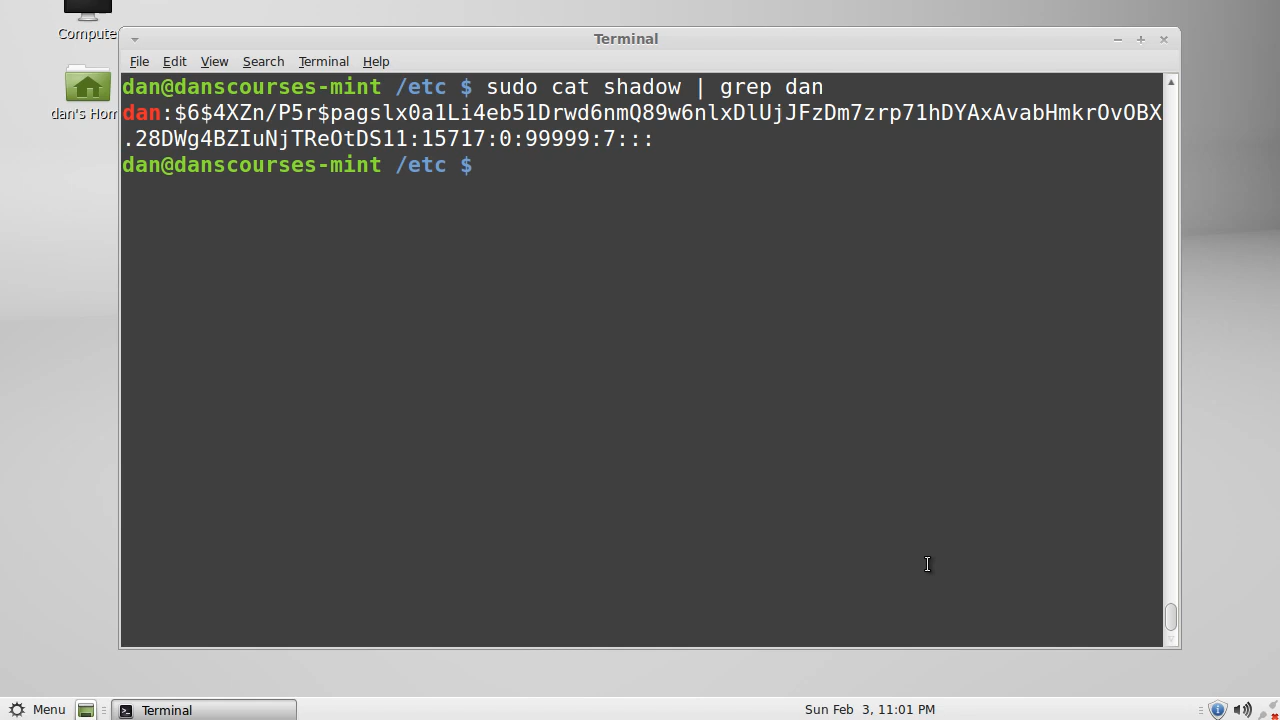 Compute
Terminal
dan's Hom
File Edit View Search Terminal Help
dan@danscourses-mint /etc $ sudo cat shadow | grep dan
dan:$6$4XZn/P5r$pagslx0a1Li4eb51Drwd6nmQ89w6nlxDlUjJFzDm7zrp71hDYAxAvabHmkrOvOBX
.28DWg4BZIuNjTReOtDS11:15717:0:99999:7:::
dan@danscourses-mint /etc $
Menu Terminal Sun Feb 3, 11:01 PM